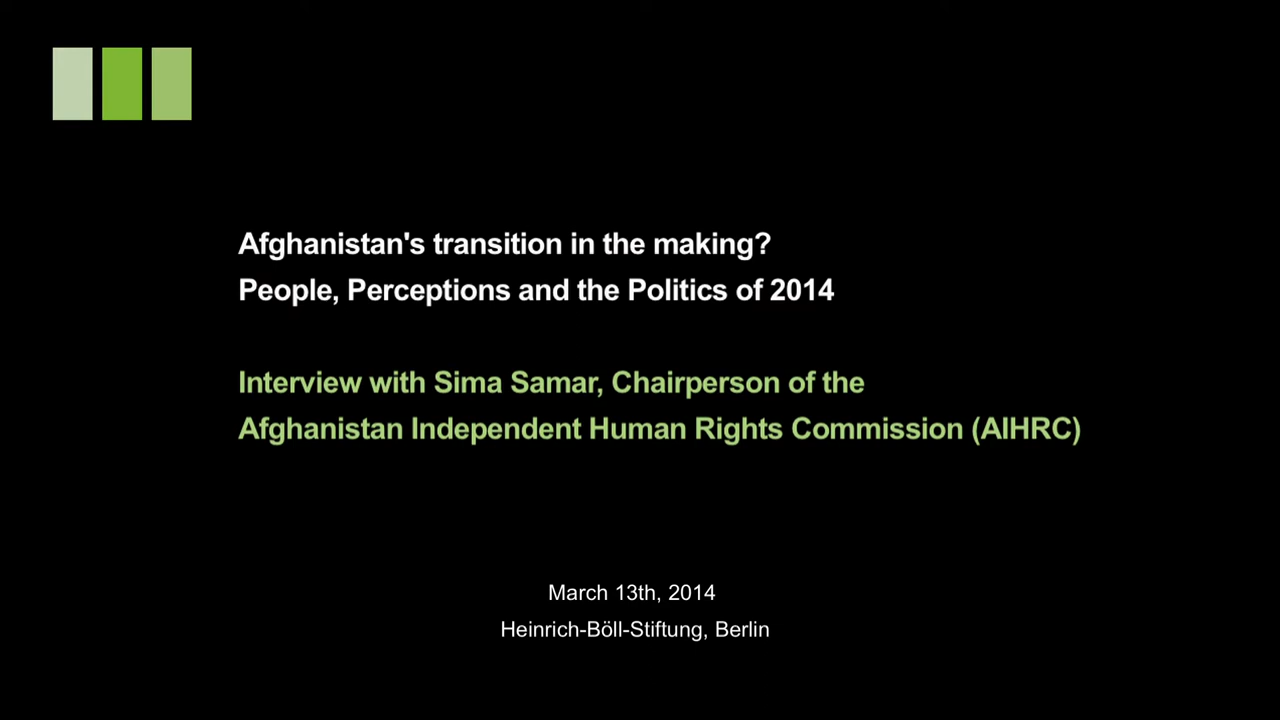 Afghanistan's transition in the making?
People, Perceptions and the Politics of 2014
Interview with Sima Samar, Chairperson of the
Afghanistan Independent Human Rights Commission (AIHRC)
March 13th, 2014
Heinrich-Böll-Stiftung, Berlin